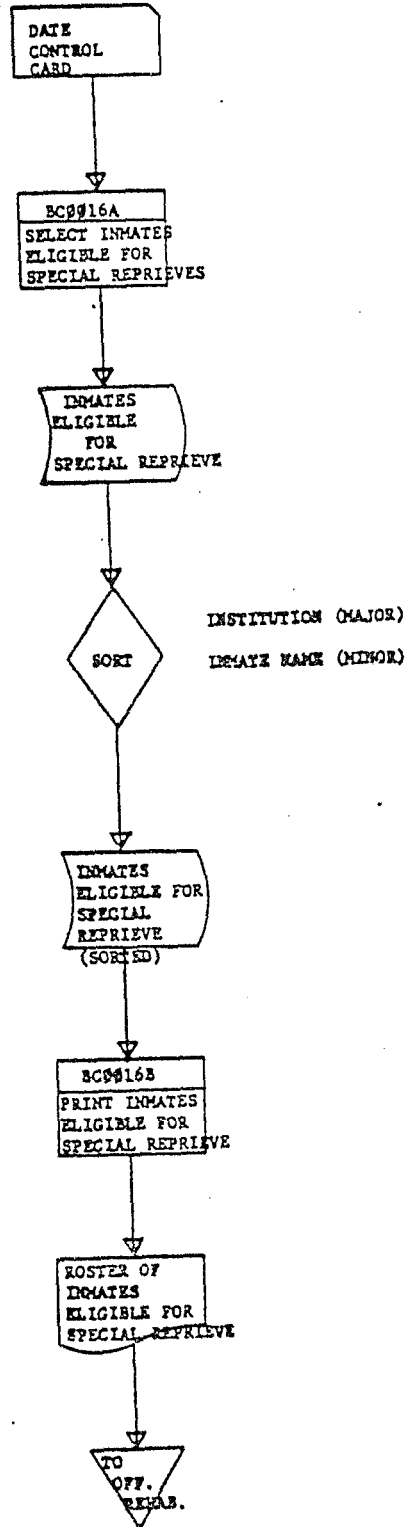 DATE
CONTROL
CARD
BCØØ16A
SELECT INMATES
ELIGIBLE FOR
SPECIAL REPRIEVES
INMATES
ELIGIBLE
FOR
SPECIAL REPRIEVE
SORT
INSTITUTION (MAJOR)
INMATE NAME (MINOR)
INMATES
ELIGIBLE FOR
SPECIAL
REPRIEVE
(SORTED)
BCØØ16B
PRINT INMATES
ELIGIBLE FOR
SPECIAL REPRIEVE
ROSTER OF
INMATES
ELIGIBLE FOR
SPECIAL REPRIEVE
TO
OFF.
REHAB.